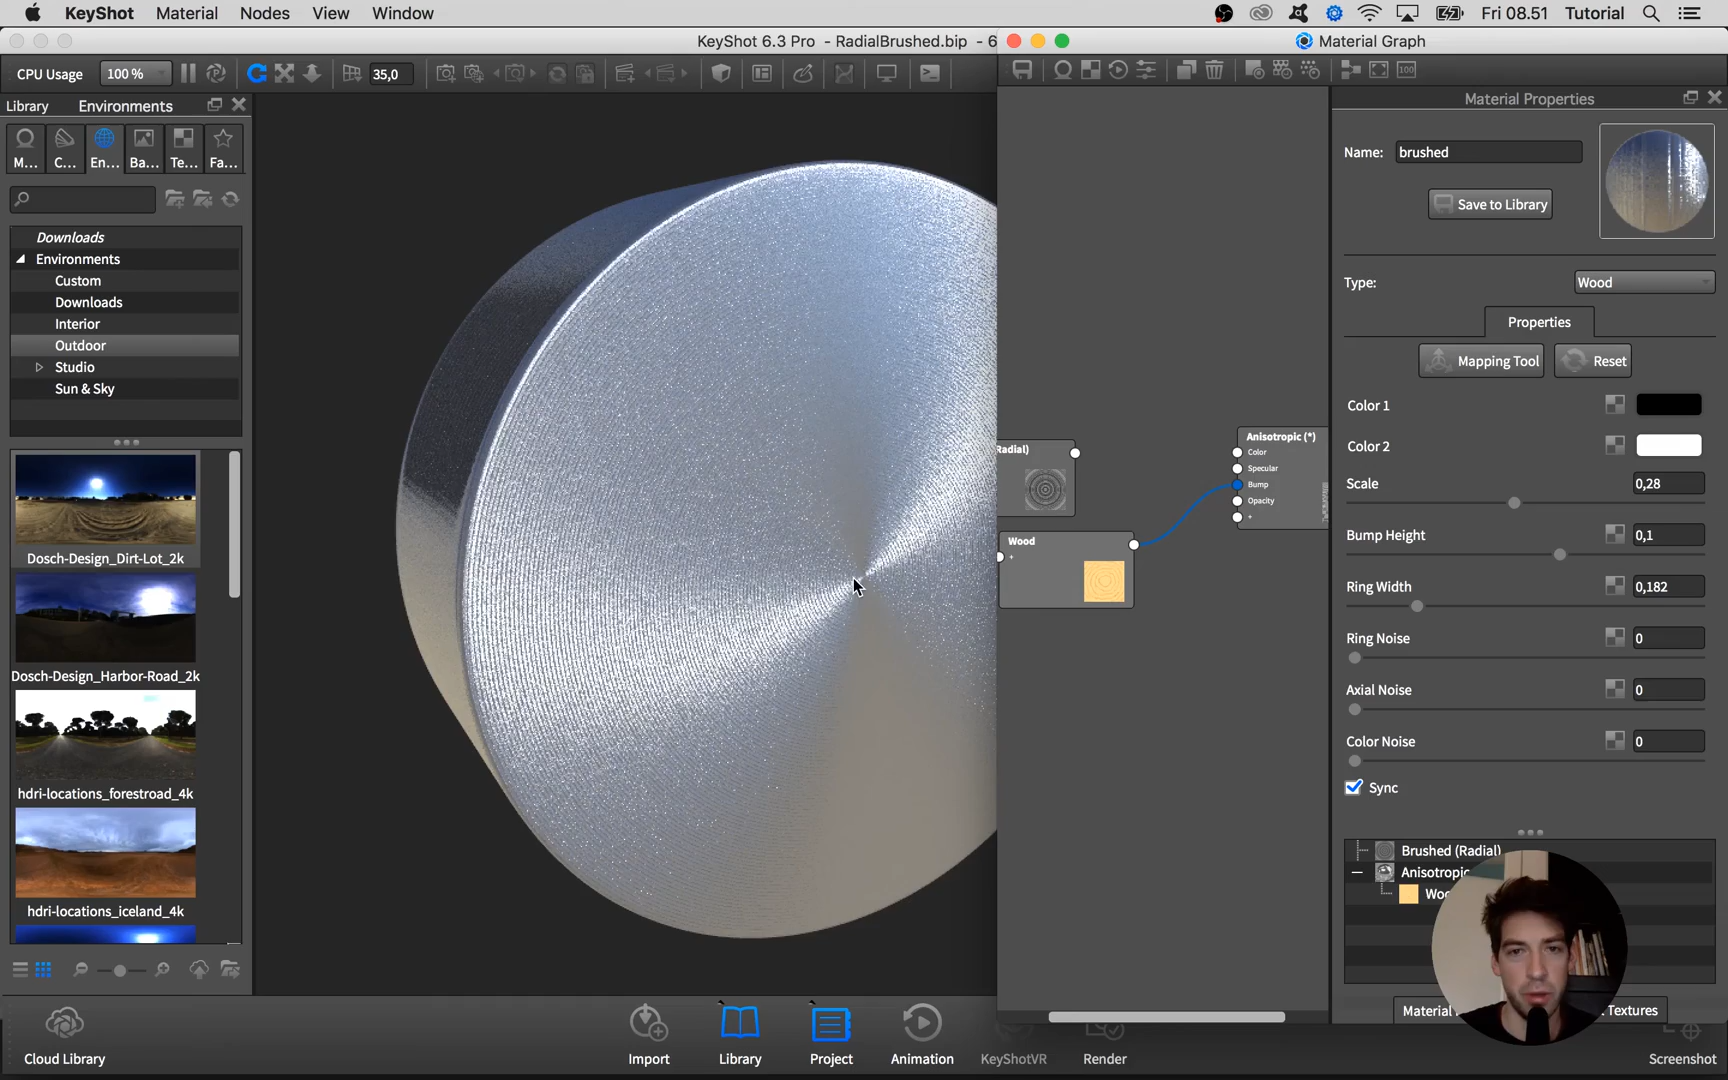 KeyShot Material Nodes View Window Fri 08.51 Tutorial
KeyShot 6.3 Pro - RadialBrushed.bip - 6
Material Graph
CPU Usage 100 % 35,0 100
Library Environments
M... C... En... Ba... Te... Fa...
Downloads
Environments
Custom
Downloads
Interior
Outdoor
Studio
Sun & Sky
Dosch-Design_Dirt-Lot_2k
Dosch-Design_Harbor-Road_2k
hdri-locations_forestroad_4k
hdri-locations_iceland_4k
Radial)
Wood
+
Anisotropic (*)
Color
Specular
Bump
Opacity
+
Material Properties
Name: brushed
Save to Library
Type: Wood
Properties
Mapping Tool Reset
Color 1
Color 2
Scale 0,28
Bump Height 0,1
Ring Width 0,182
Ring Noise 0
Axial Noise 0
Color Noise 0
Sync
Brushed (Radial)
Anisotropic
Woo
Material Textures
Cloud Library Import Library Project Animation KeyShotVR Render Screenshot